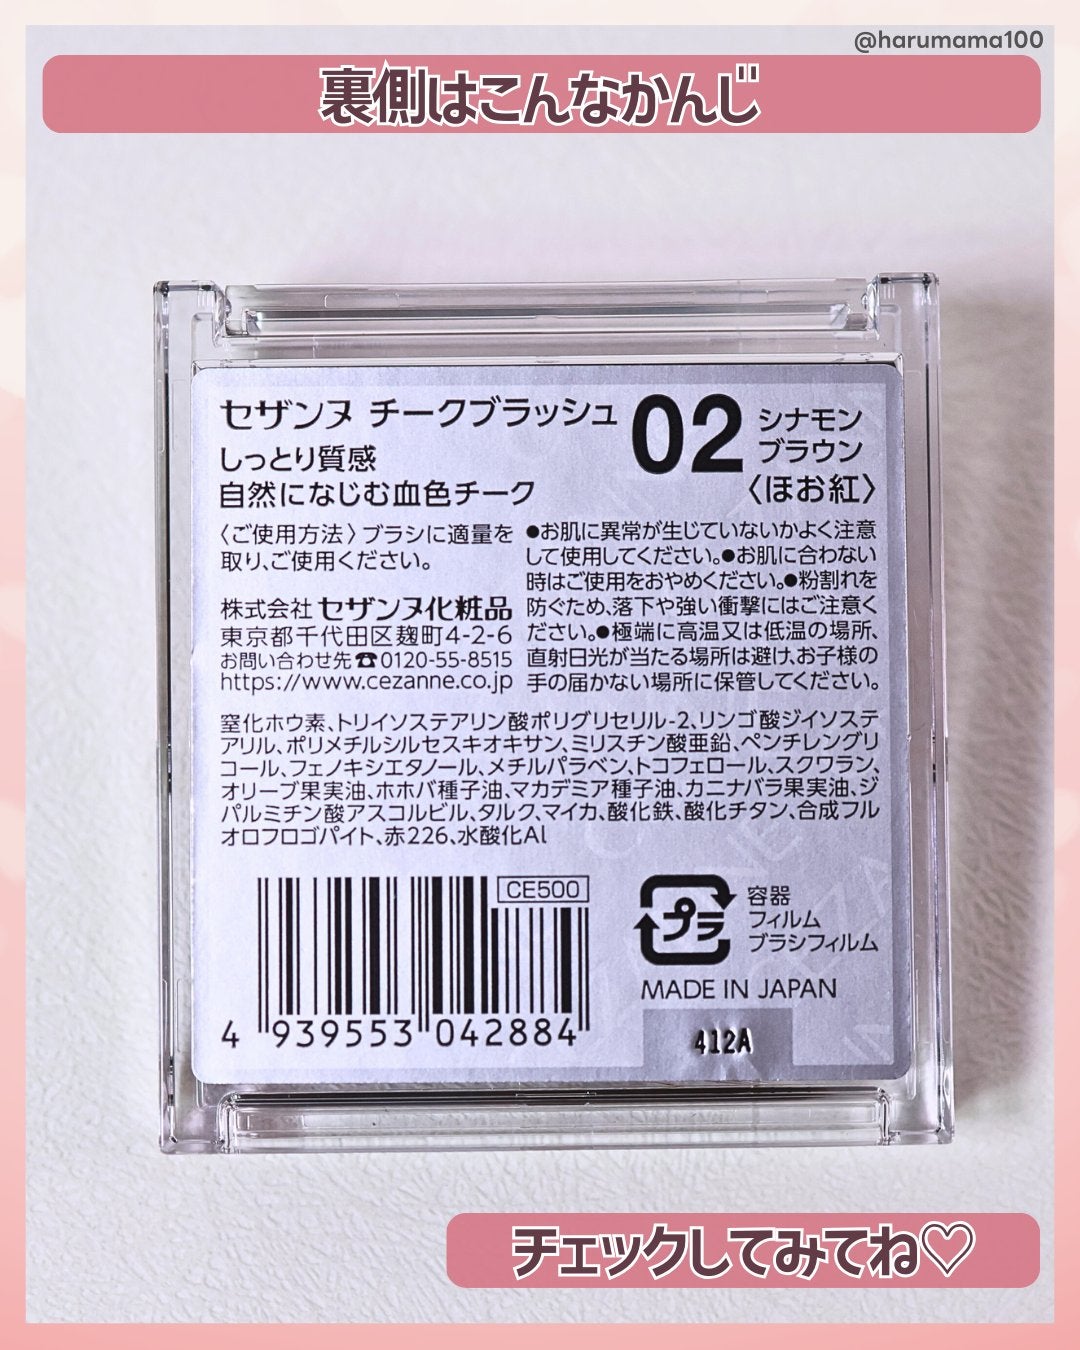 @harumama100
裏側はこんなかんじ
セザンヌ チークブラッシュ
しっとり質感
自然になじむ血色チーク
02 シナモン
ブラウン
〈ほお紅〉
〈ご使用方法〉ブラシに適量を
取り、ご使用ください。
株式会社 セザンヌ化粧品
東京都千代田区麹町4-2-6
お問い合わせ先☎0120-55-8515
https://www.cezanne.co.jp
●お肌に異常が生じていないかよく注意
して使用してください。●お肌に合わない
時はご使用をおやめください。●粉割れを
防ぐため、落下や強い衝撃にはご注意く
ださい。●極端に高温又は低温の場所、
直射日光が当たる場所は避け、お子様の
手の届かない場所に保管してください。
窒化ホウ素、トリイソステアリン酸ポリグリセリル-2、リンゴ酸ジイソステ
アリル、ポリメチルシルセスキオキサン、ミリスチン酸亜鉛、ペンチレングリ
コール、フェノキシエタノール、メチルパラベン、トコフェロール、スクワラン、
オリーブ果実油、ホホバ種子油、マカデミア種子油、カニナバラ果実油、ジ
パルミチン酸アスコルビル、タルク、マイカ、酸化鉄、酸化チタン、合成フル
オロフロゴパイト、赤226、水酸化Al
CE500
4 939553 042884
プラ
容器
フィルム
ブラシフィルム
MADE IN JAPAN
412A
チェックしてみてね♡